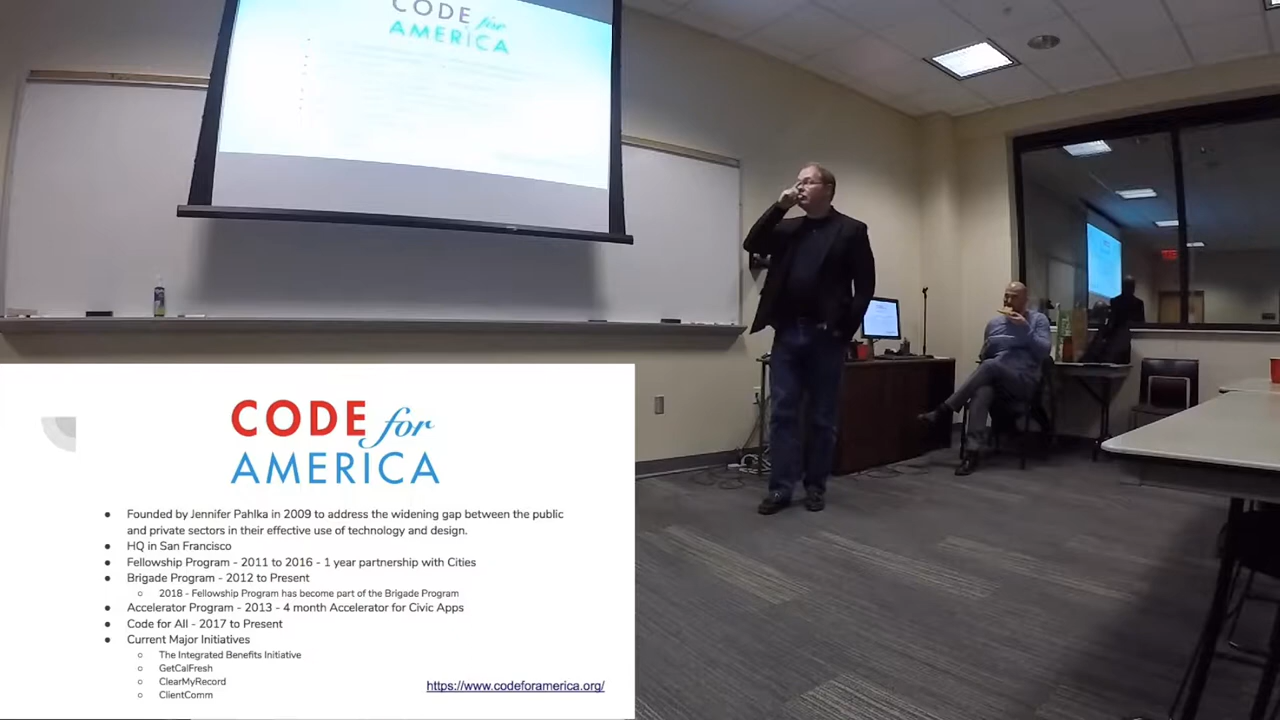 CODE for
AMERICA
CODE for
AMERICA
Founded by Jennifer Pahlka in 2009 to address the widening gap between the public
and private sectors in their effective use of technology and design.
HQ in San Francisco
Fellowship Program - 2011 to 2016 - 1 year partnership with Cities
Brigade Program - 2012 to Present
2018 - Fellowship Program has become part of the Brigade Program
Accelerator Program - 2013 - 4 month Accelerator for Civic Apps
Code for All - 2017 to Present
Current Major Initiatives
The Integrated Benefits Initiative
GetCalFresh
ClearMyRecord
ClientComm
https://www.codeforamerica.org/